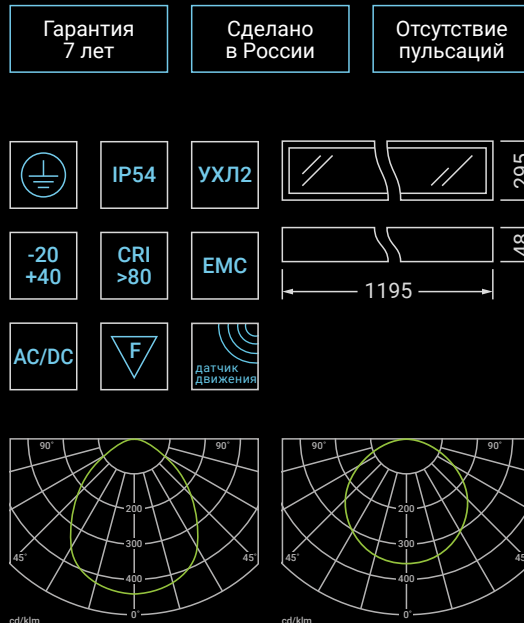 Гарантия
7 лет
Сделано
в России
Отсутствие
пульсаций
IP54
УХЛ2
295
-20
+40
CRI
>80
EMC
48
1195
AC/DC
F
датчик
движения
90°
90°
200
300
400
45°
45°
0°
cd/klm
90°
90°
200
300
400
45°
45°
0°
cd/klm